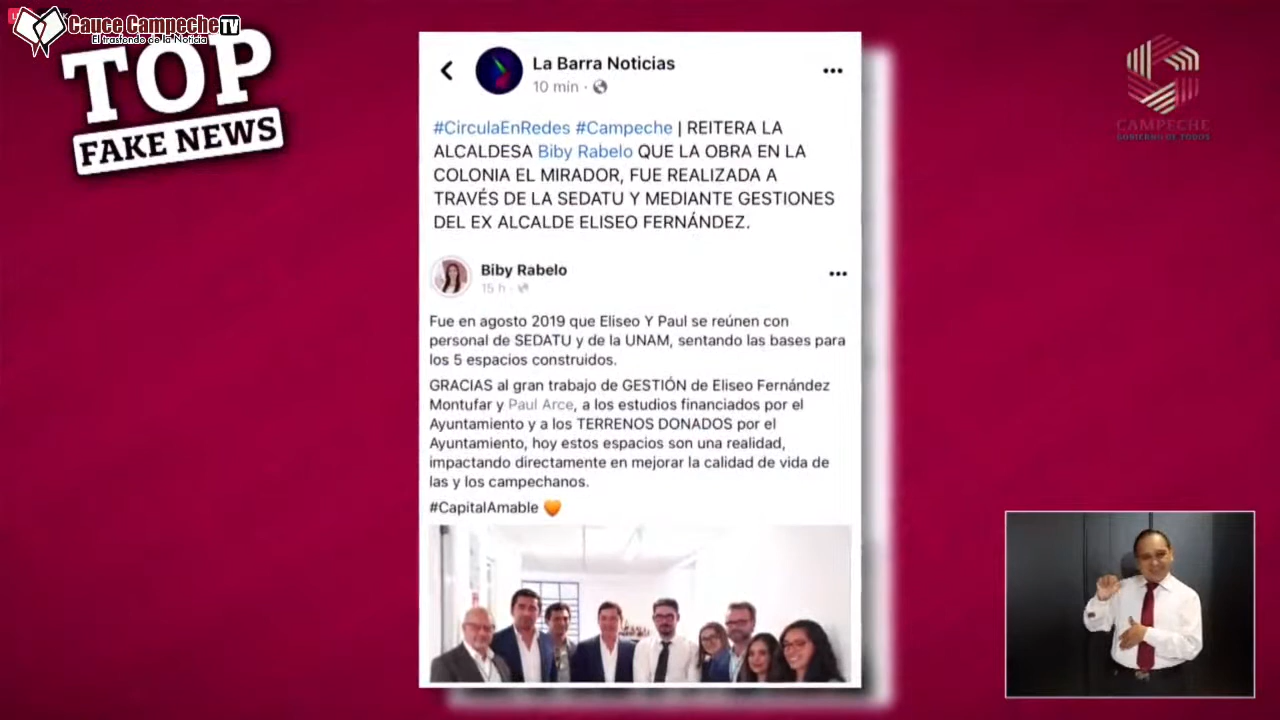 Cauce Campeche TV
El trasfondo de la Noticia
TOP
FAKE NEWS
CAMPECHE
GOBIERNO DE TODOS
La Barra Noticias
10 min ·
#CirculaEnRedes #Campeche | REITERA LA
ALCALDESA Biby Rabelo QUE LA OBRA EN LA
COLONIA EL MIRADOR, FUE REALIZADA A
TRAVÉS DE LA SEDATU Y MEDIANTE GESTIONES
DEL EX ALCALDE ELISEO FERNÁNDEZ.
Biby Rabelo
15 h ·
Fue en agosto 2019 que Eliseo Y Paul se reúnen con
personal de SEDATU y de la UNAM, sentando las bases para
los 5 espacios construidos.
GRACIAS al gran trabajo de GESTIÓN de Eliseo Fernández
Montufar y Paul Arce, a los estudios financiados por el
Ayuntamiento y a los TERRENOS DONADOS por el
Ayuntamiento, hoy estos espacios son una realidad,
impactando directamente en mejorar la calidad de vida de
las y los campechanos.
#CapitalAmable 🧡